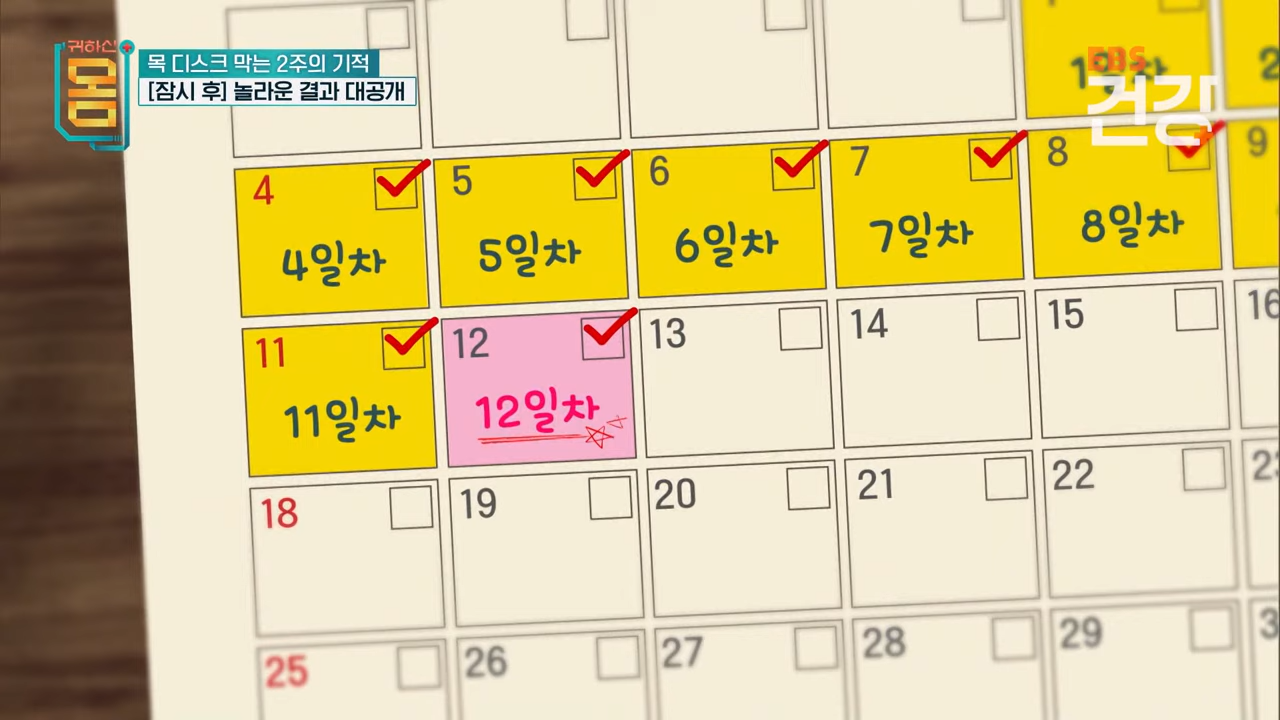 귀하신
몸
목 디스크 막는 2주의 기적
[잠시 후] 놀라운 결과 대공개
EBS
건강
4 5 6 7 8 9
4일차 5일차 6일차 7일차 8일차
11 12 13 14 15 16
11일차 12일차
18 19 20 21 22
25 26 27 28 29